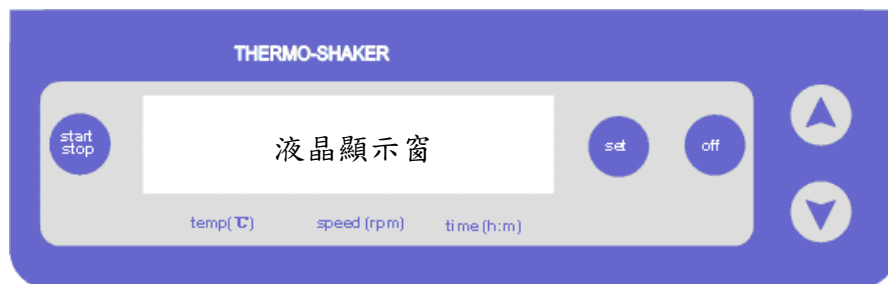 THERMO-SHAKER
start
stop
液晶顯示窗
set
off
temp(℃)
speed (rpm)
time (h:m)